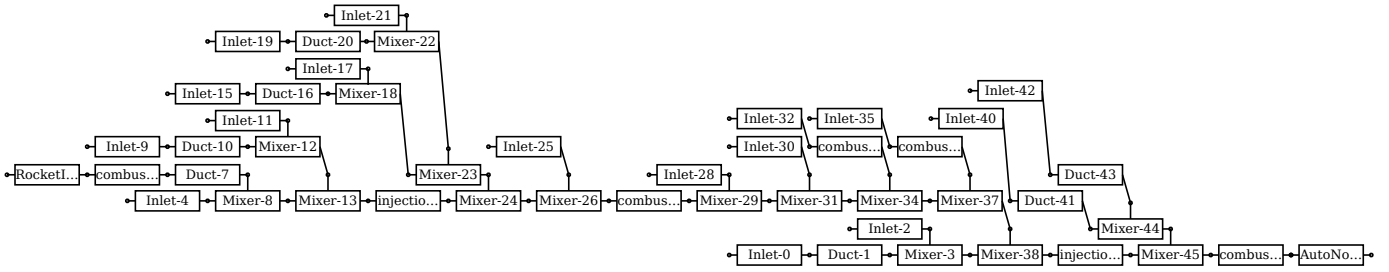 Inlet-21
Inlet-19 Duct-20 Mixer-22
Inlet-17
Inlet-15 Duct-16 Mixer-18
Inlet-42
Inlet-11 Inlet-32 Inlet-35 Inlet-40
Inlet-9 Duct-10 Mixer-12 Inlet-25 Inlet-30 combus... combus...
RocketI... combus... Duct-7 Mixer-23 Inlet-28 Duct-43
Inlet-4 Mixer-8 Mixer-13 injectio... Mixer-24 Mixer-26 combus... Mixer-29 Mixer-31 Mixer-34 Mixer-37 Duct-41
Inlet-2 Mixer-44
Inlet-0 Duct-1 Mixer-3 Mixer-38 injectio... Mixer-45 combus... AutoNo...